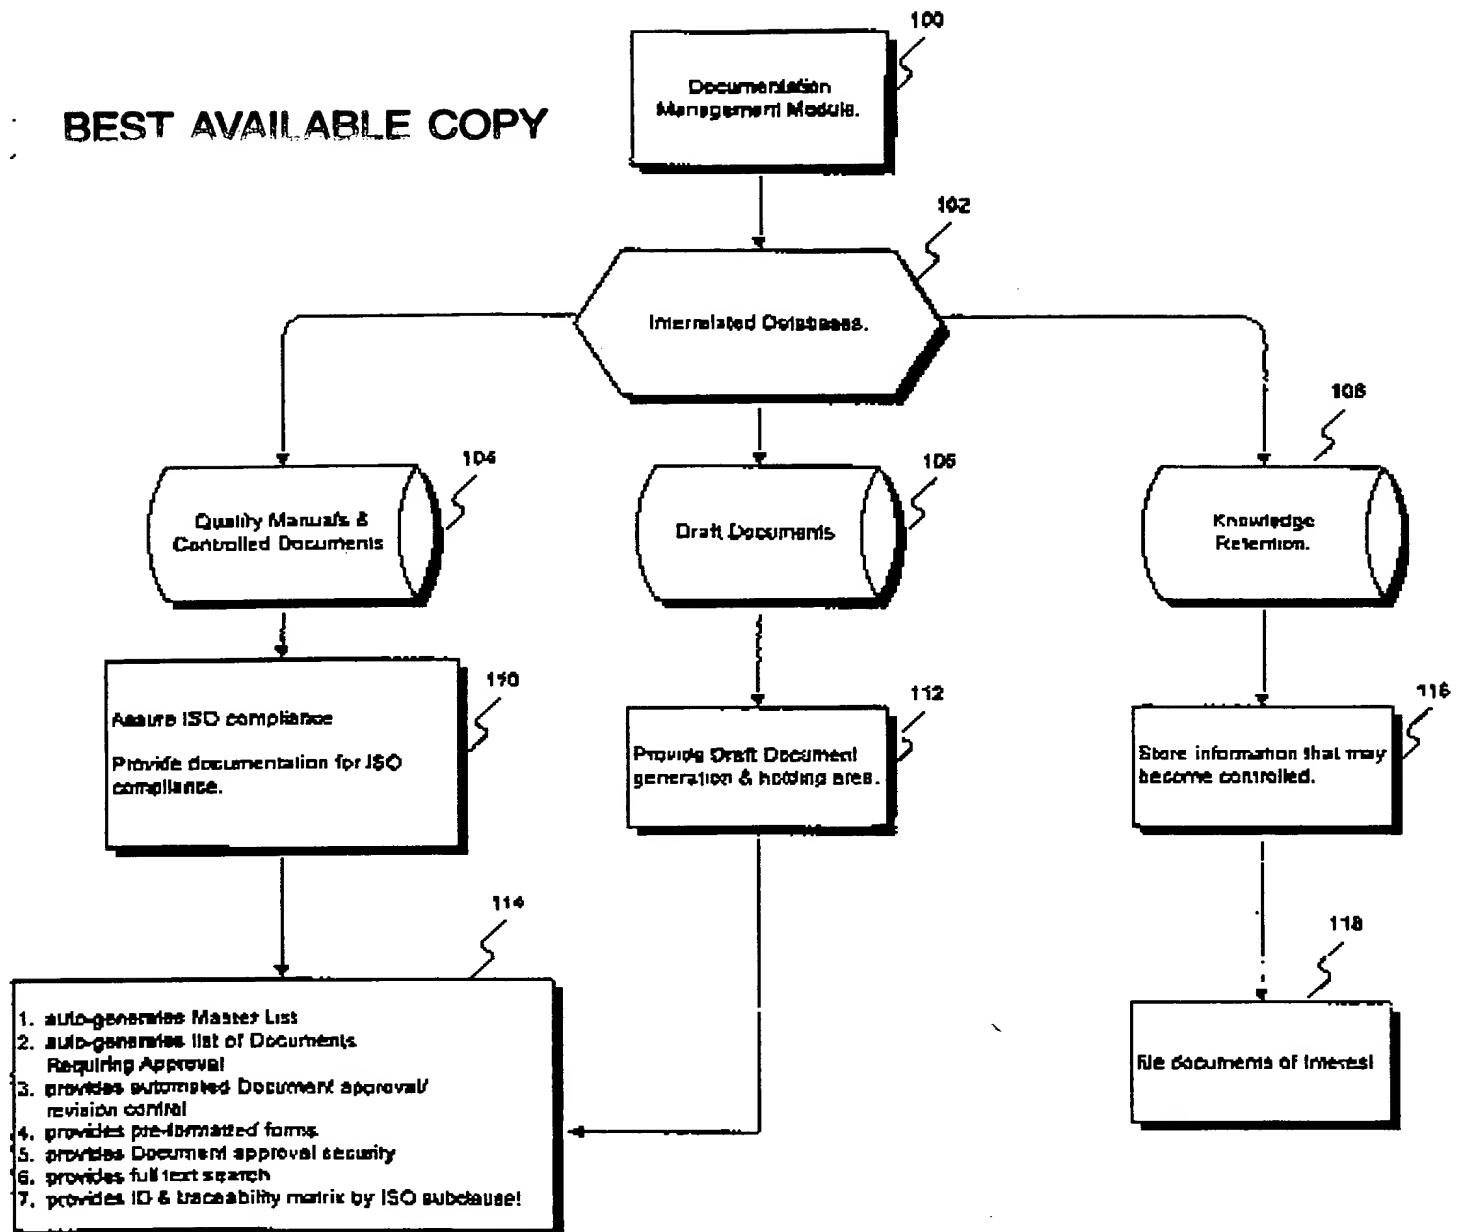 100
Documentation
Management Module.
BEST AVAILABLE COPY
102
Interrelated Databases.
104
Quality Manuals &
Controlled Documents
106
Draft Documents
108
Knowledge
Retention.
110
Assure ISO compliance
Provide documentation for ISO
compliance.
112
Provide Draft Document
generation & holding area.
116
Store information that may
become controlled.
114
1. auto-generates Master List
2. auto-generates list of Documents
Requiring Approval
3. provides automated Document approval/
revision control
4. provides pre-formatted forms
5. provides Document approval security
6. provides full text search
7. provides ID & traceability matrix by ISO subclause!
118
file documents of interest